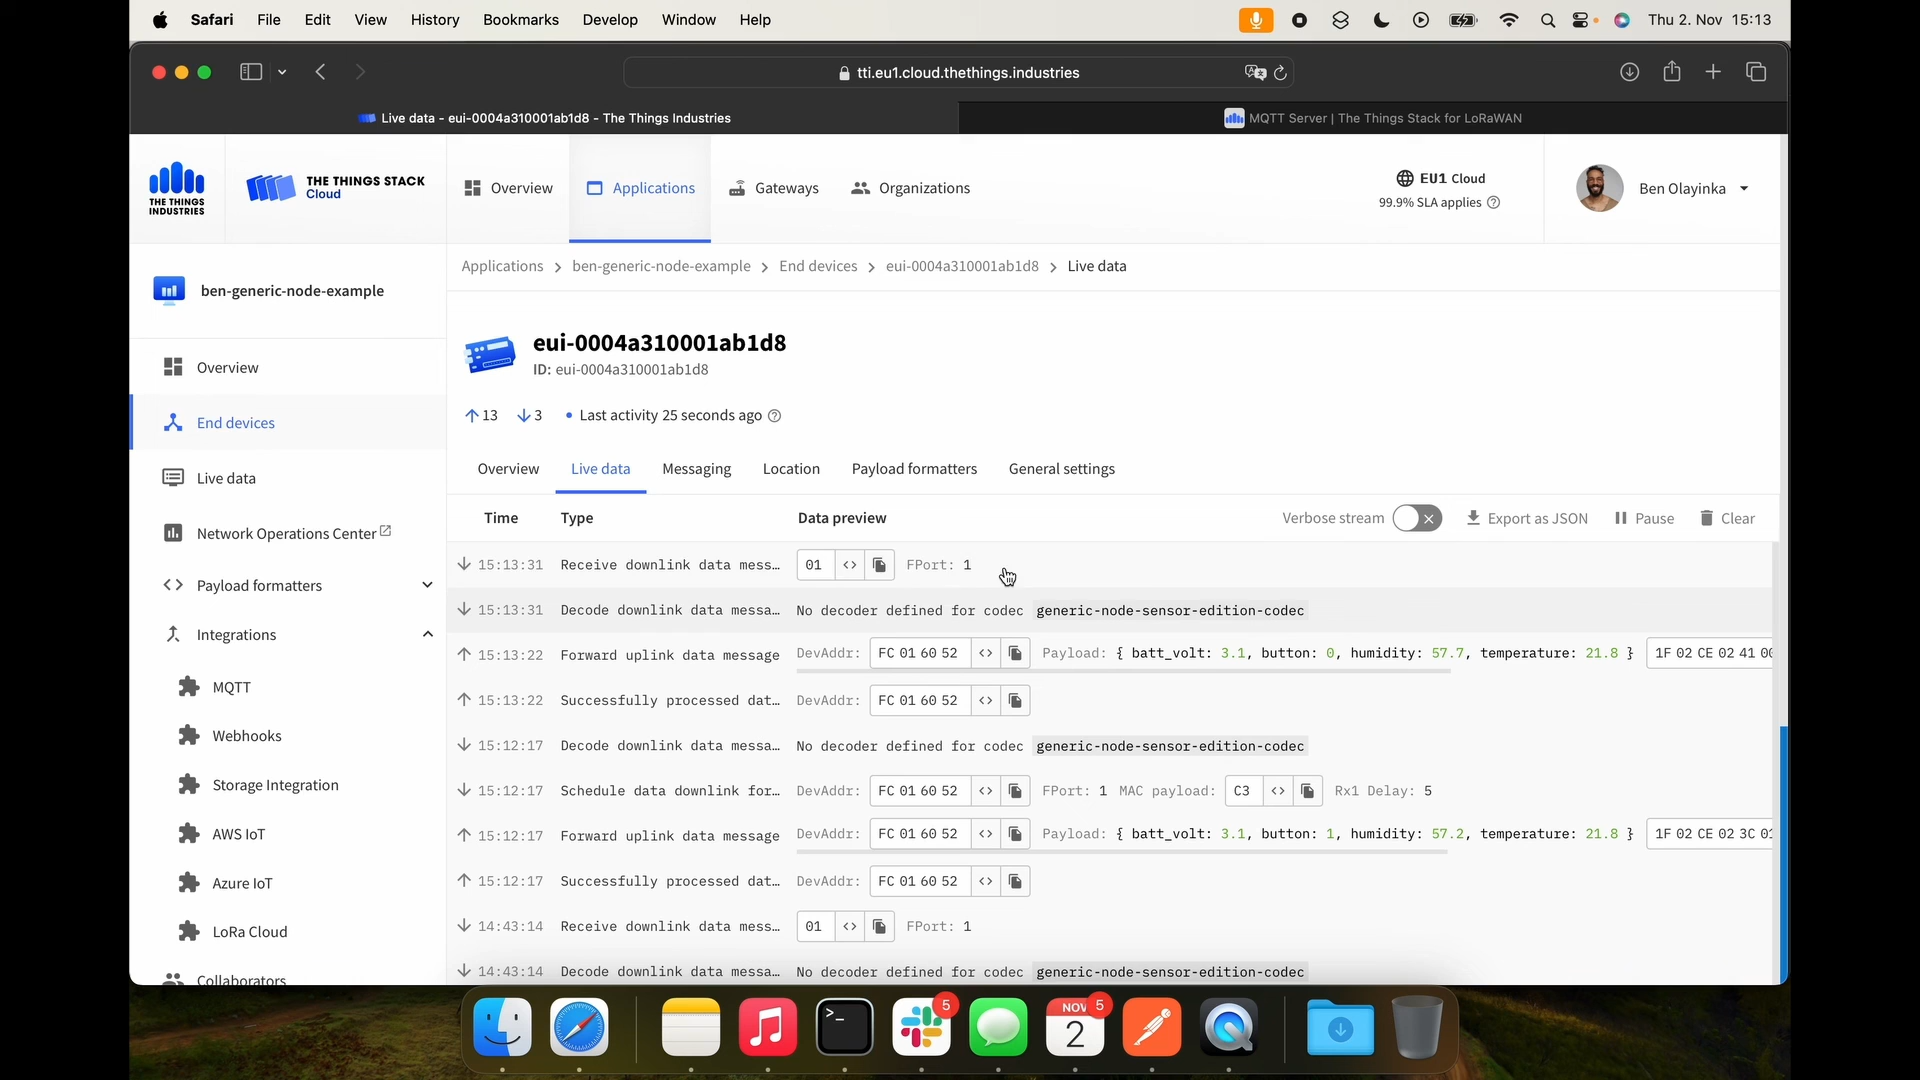 Safari File Edit View History Bookmarks Develop Window Help Thu 2. Nov 15:13
tti.eu1.cloud.thethings.industries
Live data - eui-0004a310001ab1d8 - The Things Industries
MQTT Server | The Things Stack for LoRaWAN
THE THINGS INDUSTRIES
THE THINGS STACK
Cloud
Overview Applications Gateways Organizations
EU1 Cloud
99.9% SLA applies
Ben Olayinka
Applications > ben-generic-node-example > End devices > eui-0004a310001ab1d8 > Live data
ben-generic-node-example
Overview
End devices
Live data
Network Operations Center
Payload formatters
Integrations
MQTT
Webhooks
Storage Integration
AWS IoT
Azure IoT
LoRa Cloud
Collaborators
eui-0004a310001ab1d8
ID: eui-0004a310001ab1d8
↑13 ↓3 • Last activity 25 seconds ago
Overview Live data Messaging Location Payload formatters General settings
Time Type Data preview Verbose stream Export as JSON Pause Clear
↓ 15:13:31 Receive downlink data mess… 01 <> FPort: 1
↓ 15:13:31 Decode downlink data messa… No decoder defined for codec generic-node-sensor-edition-codec
↑ 15:13:22 Forward uplink data message DevAddr: FC 01 60 52 <> Payload: { batt_volt: 3.1, button: 0, humidity: 57.7, temperature: 21.8 } 1F 02 CE 02 41 00
↑ 15:13:22 Successfully processed dat… DevAddr: FC 01 60 52 <>
↓ 15:12:17 Decode downlink data messa… No decoder defined for codec generic-node-sensor-edition-codec
↓ 15:12:17 Schedule data downlink for… DevAddr: FC 01 60 52 <> FPort: 1 MAC payload: C3 <> Rx1 Delay: 5
↑ 15:12:17 Forward uplink data message DevAddr: FC 01 60 52 <> Payload: { batt_volt: 3.1, button: 1, humidity: 57.2, temperature: 21.8 } 1F 02 CE 02 3C 01
↑ 15:12:17 Successfully processed dat… DevAddr: FC 01 60 52 <>
↓ 14:43:14 Receive downlink data mess… 01 <> FPort: 1
↓ 14:43:14 Decode downlink data messa… No decoder defined for codec generic-node-sensor-edition-codec
5
NOV 5
2